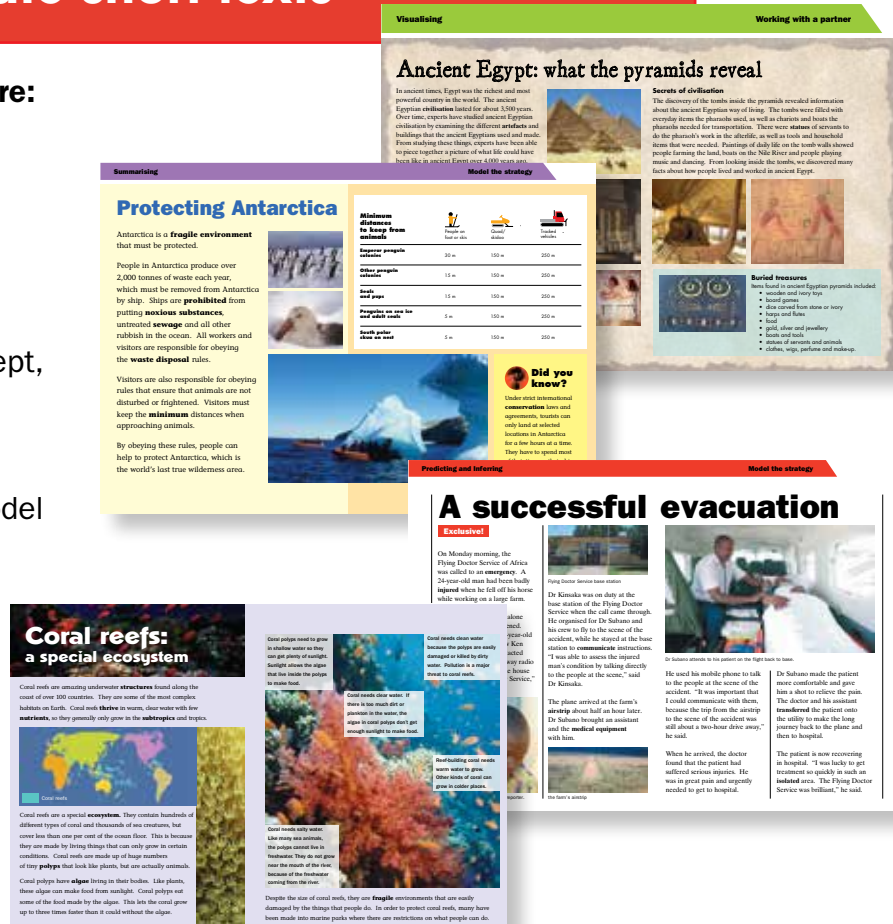 re:
ept,
odel
Visualising
Working with a partner
Ancient Egypt: what the pyramids reveal
In ancient times, Egypt was the richest and most
powerful country in the world. The ancient
Egyptian civilisation lasted for about 3,500 years.
Over time, experts have studied ancient Egyptian
civilisation by examining the different artefacts and
buildings that the ancient Egyptians used and made.
From studying these things, experts have been able
to piece together a picture of what life could have
been like in ancient Egypt over 4,000 years ago.
Secrets of civilisation
The discovery of the tombs inside the pyramids revealed information
about the ancient Egyptian way of living. The tombs were filled with
everyday items the pharaohs used, as well as chariots and boats the
pharaohs needed for transportation. There were statues of servants to
do the pharaoh's work in the afterlife, as well as tools and household
items that were needed. Paintings of daily life on the tomb walls showed
people farming the land, boats on the Nile River and people playing
music and dancing. From looking inside the tombs, we discovered many
facts about how people lived and worked in ancient Egypt.
Buried treasures
Items found in ancient Egyptian pyramids included:
• wooden and ivory toys
• board games
• dice carved from stone or ivory
• harps and flutes
• food
• gold, silver and jewellery
• boats and tools
• statues of servants and animals
• clothes, wigs, perfume and make-up.
Summarising
Model the strategy
Protecting Antarctica
Antarctica is a fragile environment
that must be protected.
People in Antarctica produce over
2,000 tonnes of waste each year,
which must be removed from Antarctica
by ship. Ships are prohibited from
putting noxious substances,
untreated sewage and all other
rubbish in the ocean. All workers and
visitors are responsible for obeying
the waste disposal rules.
Visitors are also responsible for obeying
rules that ensure that animals are not
disturbed or frightened. Visitors must
keep the minimum distances when
approaching animals.
By obeying these rules, people can
help to protect Antarctica, which is
the world's last true wilderness area.
Minimum
distances
to keep from
animals
People on
foot or skis
Quad/
skidoo
Tracked
vehicles
Emperor penguin
colonies
30 m
150 m
250 m
Other penguin
colonies
15 m
150 m
250 m
Seals
and pups
15 m
150 m
250 m
Penguins on sea ice
and adult seals
5 m
150 m
250 m
South polar
skua on nest
5 m
150 m
250 m
Did you
know?
Under strict international
conservation laws and
agreements, tourists can
only land at selected
locations in Antarctica
for a few hours at a time.
They have to spend most
Predicting and Inferring
Model the strategy
A successful evacuation
Exclusive!
On Monday morning, the
Flying Doctor Service of Africa
was called to an emergency. A
24-year-old man had been badly
injured when he fell off his horse
while working on a large farm.
alone
ened.
year-old
Ken
acted
way radio
house
Service,"
Flying Doctor Service base station
Dr Kinsaka was on duty at the
base station of the Flying Doctor
Service when the call came through.
He organised for Dr Subano and
his crew to fly to the scene of the
accident, while he stayed at the base
station to communicate instructions.
"I was able to assess the injured
man's condition by talking directly
to the people at the scene," said
Dr Kinsaka.
The plane arrived at the farm's
airstrip about half an hour later.
Dr Subano brought an assistant
and the medical equipment
with him.
the farm's airstrip
Dr Subano attends to his patient on the flight back to base.
He used his mobile phone to talk
to the people at the scene of the
accident. "It was important that
I could communicate with them,
because the trip from the airstrip
to the scene of the accident was
still about a two-hour drive away,"
he said.
When he arrived, the doctor
found that the patient had
suffered serious injuries. He
was in great pain and urgently
needed to get to hospital.
Dr Subano made the patient
more comfortable and gave
him a shot to relieve the pain.
The doctor and his assistant
transferred the patient onto
the utility to make the long
journey back to the plane and
then to hospital.
The patient is now recovering
in hospital. "I was lucky to get
treatment so quickly in such an
isolated area. The Flying Doctor
Service was brilliant," he said.
Coral reefs:
a special ecosystem
Coral reefs are amazing underwater structures found along the
coast of over 100 countries. They are some of the most complex
habitats on Earth. Coral reefs thrive in warm, clear water with few
nutrients, so they generally only grow in the subtropics and tropics.
Coral reefs
Coral reefs are a special ecosystem. They contain hundreds of
different types of coral and thousands of sea creatures, but
cover less than one per cent of the ocean floor. This is because
they are made by living things that can only grow in certain
conditions. Coral reefs are made up of huge numbers
of tiny polyps that look like plants, but are actually animals.
Coral polyps have algae living in their bodies. Like plants,
these algae can make food from sunlight. Coral polyps eat
some of the food made by the algae. This lets the coral grow
up to three times faster than it could without the algae.
Coral polyps need to grow
in shallow water so they
can get plenty of sunlight.
Sunlight allows the algae
that live inside the polyps
to make food.
Coral needs clean water
because the polyps are easily
damaged or killed by dirty
water. Pollution is a major
threat to coral reefs.
Coral needs clear water. If
there is too much dirt or
plankton in the water, the
algae in coral polyps don't get
enough sunlight to make food.
Reef-building coral needs
warm water to grow.
Other kinds of coral can
grow in colder places.
Coral needs salty water.
Like many sea animals,
the polyps cannot live in
freshwater. They do not grow
near the mouth of the river,
because of the freshwater
coming from the river.
Despite the size of coral reefs, they are fragile environments that are easily
damaged by the things that people do. In order to protect coral reefs, many have
been made into marine parks where there are restrictions on what people can do.